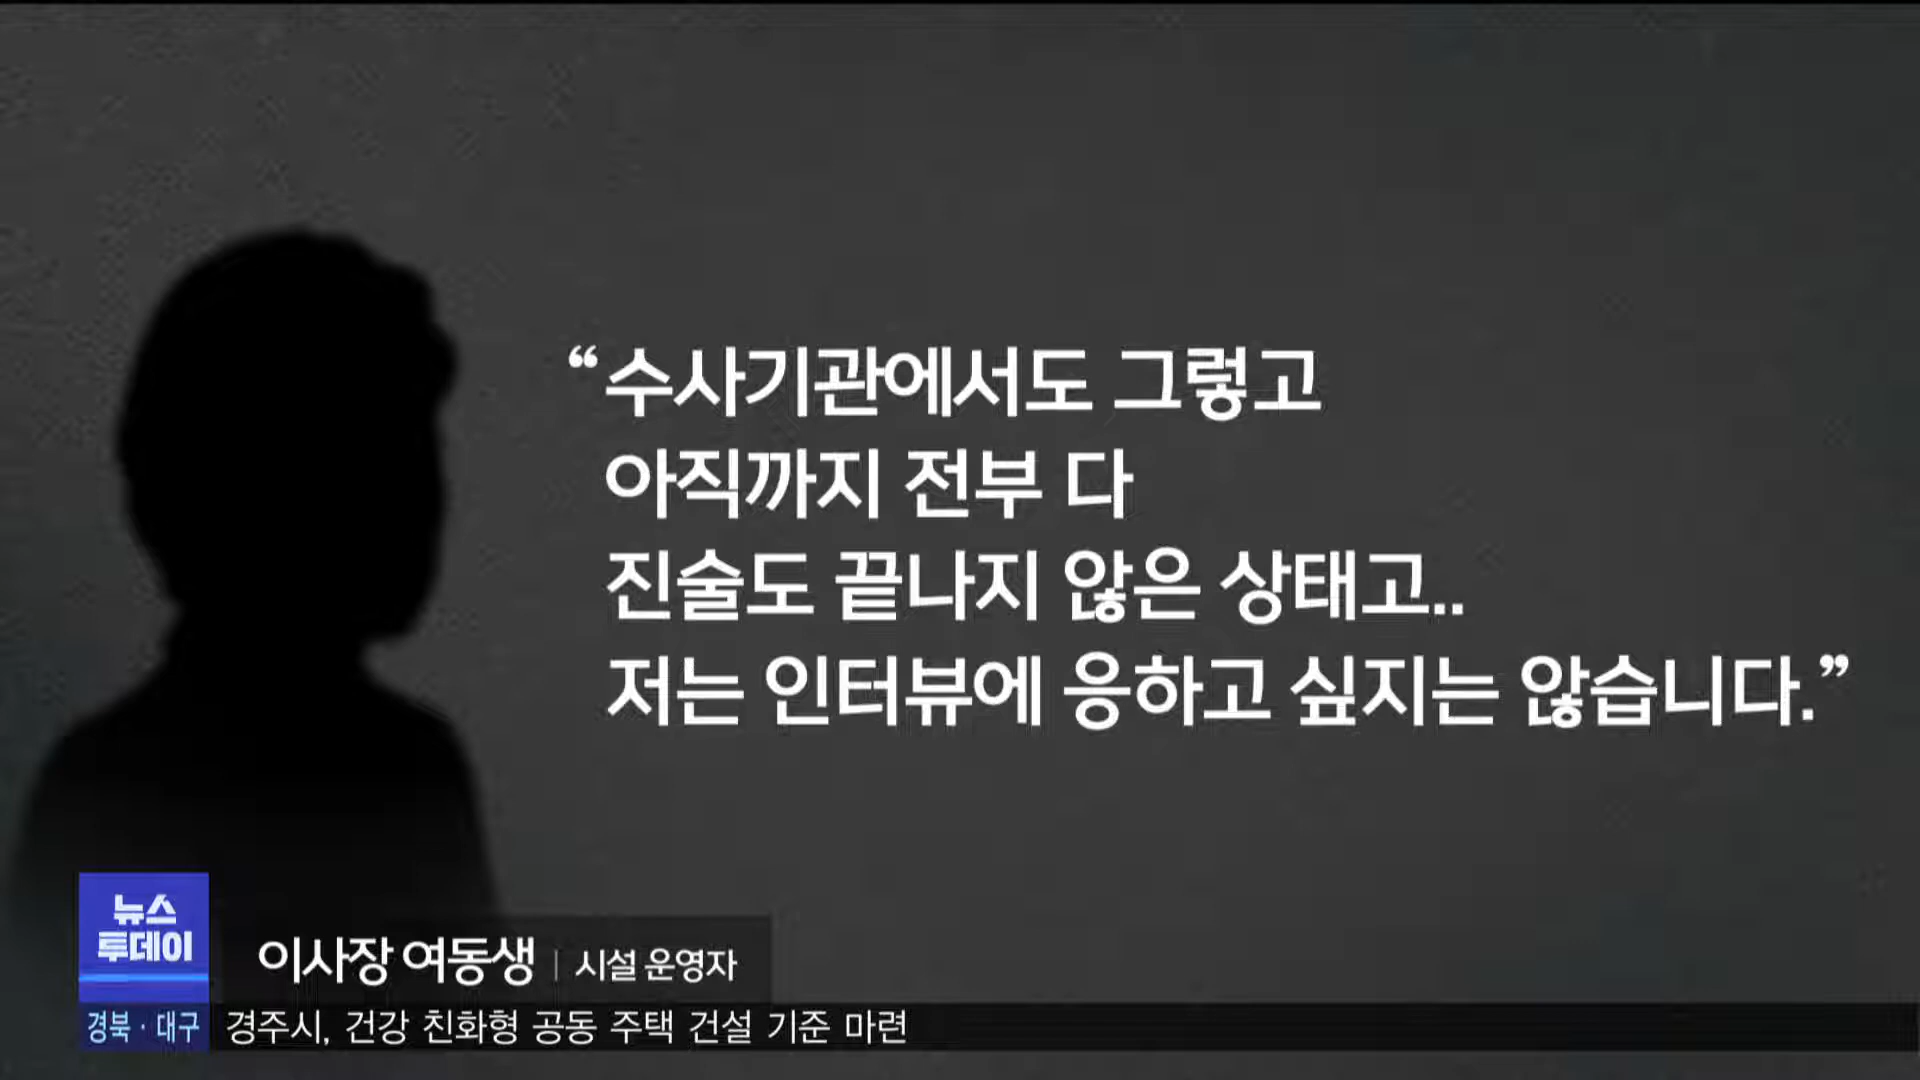 “수사기관에서도 그렇고
아직까지 전부 다
진술도 끝나지 않은 상태고..
저는 인터뷰에 응하고 싶지는 않습니다.”
뉴스
투데이
이사장 여동생 | 시설 운영자
경북·대구 경주시, 건강 친화형 공동 주택 건설 기준 마련